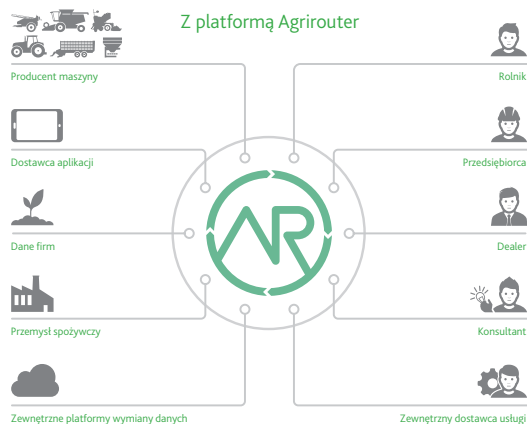 Z platformą Agrirouter
Producent maszyny
Rolnik
Dostawca aplikacji
Przedsiębiorca
AR
Dane firm
Dealer
Przemysł spożywczy
Konsultant
Zewnętrzne platformy wymiany danych
Zewnętrzny dostawca usługi